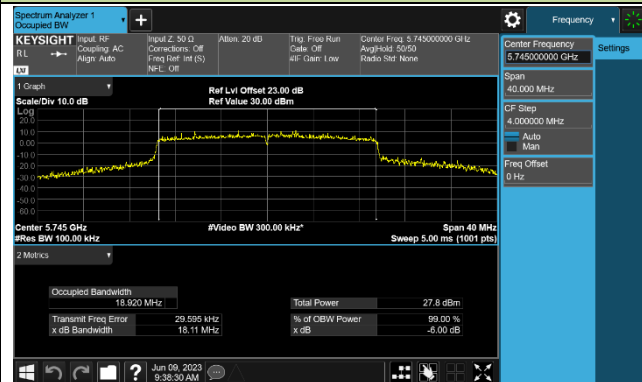 Spectrum Analyzer 1
Occupied BW
Frequency
KEYSIGHT
RL
LXI
Input: RF
Coupling: AC
Align: Auto
Input Z: 50 Ω
Corrections: Off
Freq Ref: Int (S)
NFE: Off
Atten: 20 dB
Trig: Free Run
Gate: Off
#IF Gain: Low
Center Freq: 5.745000000 GHz
Avg|Hold: 50/50
Radio Std: None
Center Frequency
5.745000000 GHz
Settings
Span
40.000 MHz
CF Step
4.000000 MHz
Auto
Man
Freq Offset
0 Hz
1 Graph
Scale/Div 10.0 dB
Ref Lvl Offset 23.00 dB
Ref Value 30.00 dBm
Log
20.0
10.0
0.00
-10.0
-20.0
-30.0
-40.0
-50.0
-60.0
Center 5.745 GHz
#Res BW 100.00 kHz
#Video BW 300.00 kHz*
Span 40 MHz
Sweep 5.00 ms (1001 pts)
2 Metrics
Occupied Bandwidth
18.920 MHz
Total Power 27.8 dBm
Transmit Freq Error 29.595 kHz
% of OBW Power 99.00 %
x dB Bandwidth 18.11 MHz
x dB -6.00 dB
Jun 09, 2023
9:38:30 AM